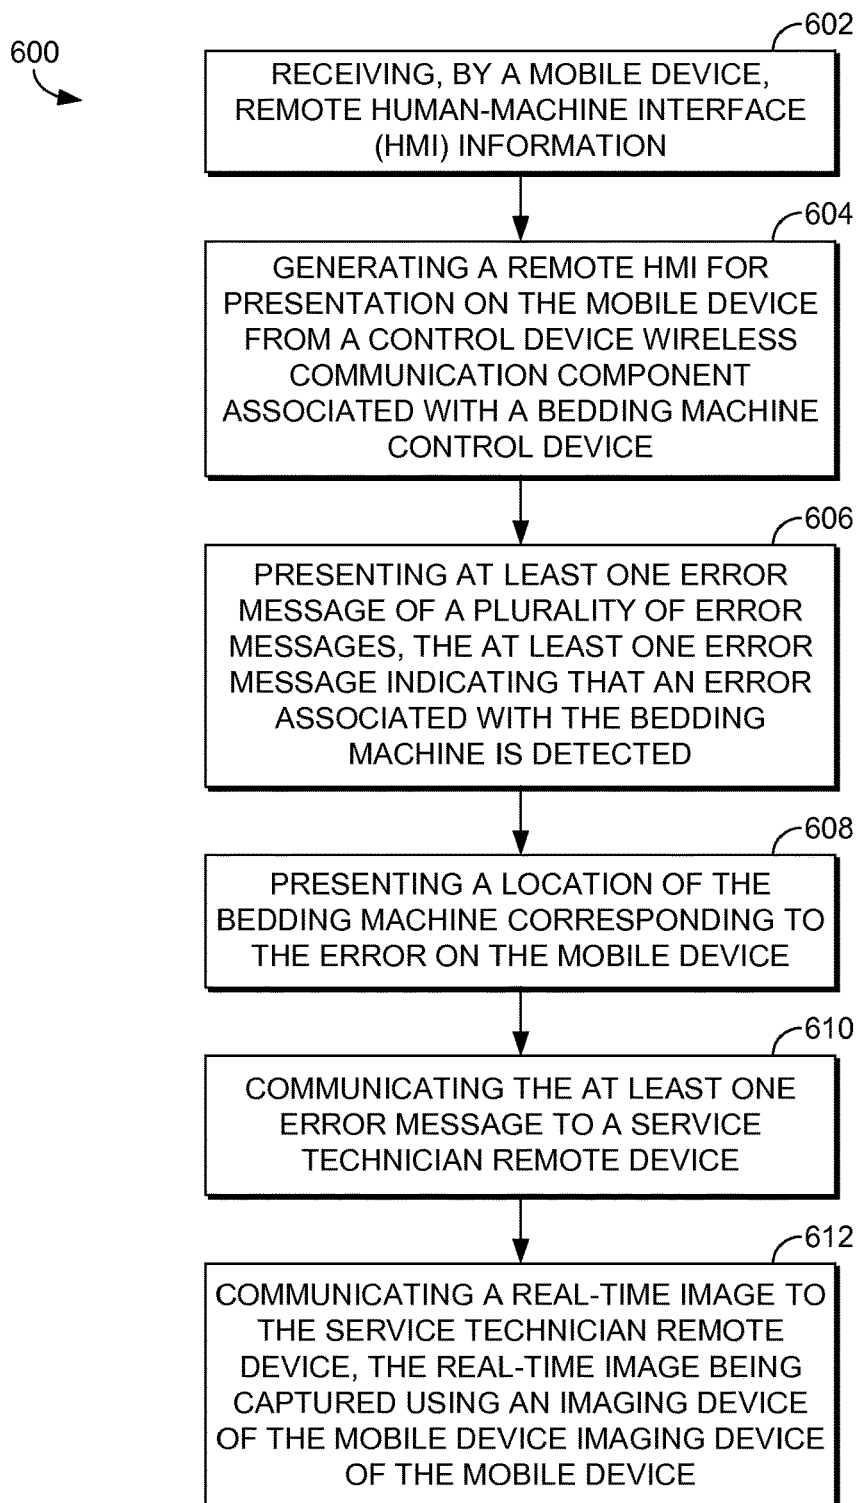 600
602
RECEIVING, BY A MOBILE DEVICE,
REMOTE HUMAN-MACHINE INTERFACE
(HMI) INFORMATION
604
GENERATING A REMOTE HMI FOR
PRESENTATION ON THE MOBILE DEVICE
FROM A CONTROL DEVICE WIRELESS
COMMUNICATION COMPONENT
ASSOCIATED WITH A BEDDING MACHINE
CONTROL DEVICE
606
PRESENTING AT LEAST ONE ERROR
MESSAGE OF A PLURALITY OF ERROR
MESSAGES, THE AT LEAST ONE ERROR
MESSAGE INDICATING THAT AN ERROR
ASSOCIATED WITH THE BEDDING
MACHINE IS DETECTED
608
PRESENTING A LOCATION OF THE
BEDDING MACHINE CORRESPONDING TO
THE ERROR ON THE MOBILE DEVICE
610
COMMUNICATING THE AT LEAST ONE
ERROR MESSAGE TO A SERVICE
TECHNICIAN REMOTE DEVICE
612
COMMUNICATING A REAL-TIME IMAGE TO
THE SERVICE TECHNICIAN REMOTE
DEVICE, THE REAL-TIME IMAGE BEING
CAPTURED USING AN IMAGING DEVICE
OF THE MOBILE DEVICE IMAGING DEVICE
OF THE MOBILE DEVICE